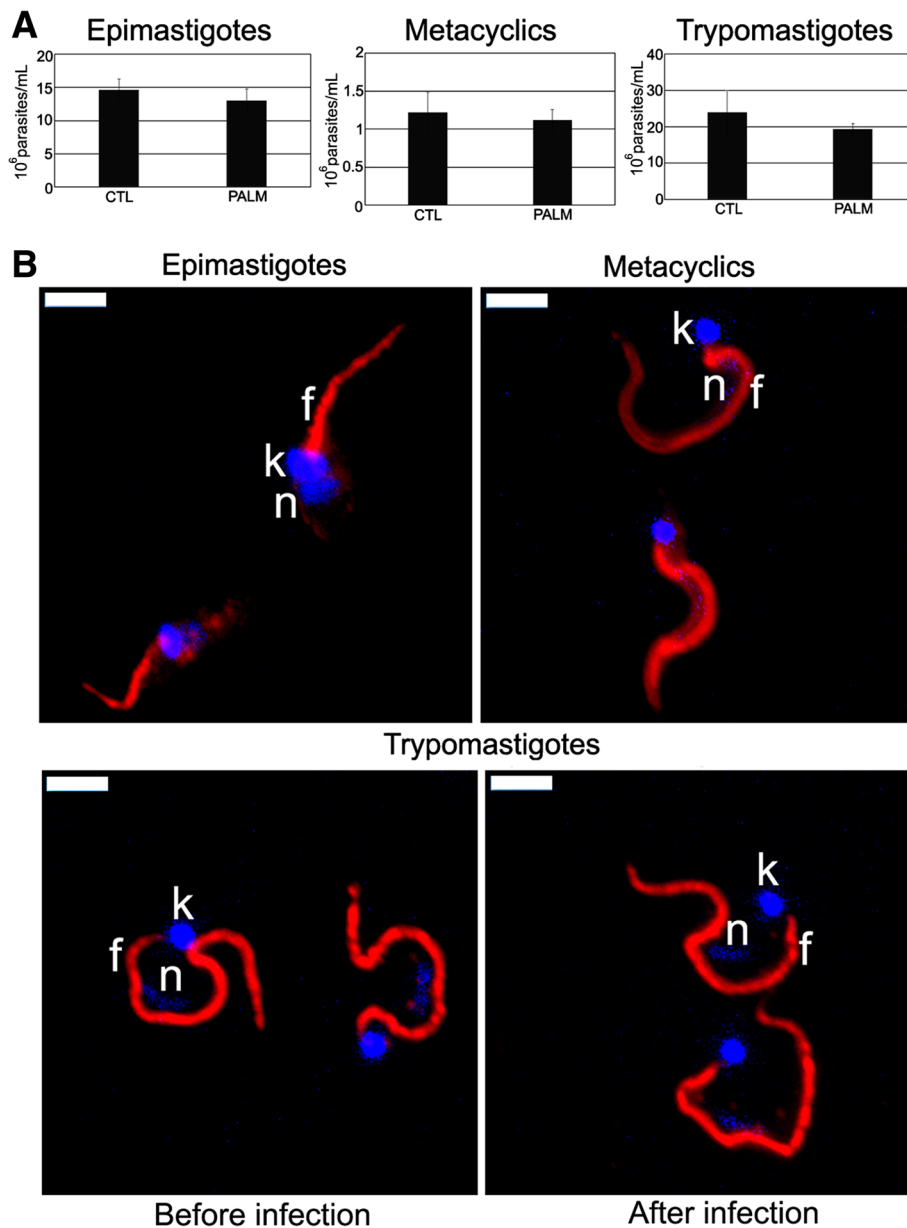 A
Epimastigotes
Metacyclics
Trypomastigotes
10⁶parasites/mL
20
15
10
5
0
CTL
PALM
10⁶parasites/mL
2
1.5
1
0.5
0
CTL
PALM
10⁶parasites/mL
40
30
20
10
0
CTL
PALM
B
Epimastigotes
Metacyclics
f
k
n
k
n
f
Trypomastigotes
k
f
n
k
n
f
Before infection
After infection